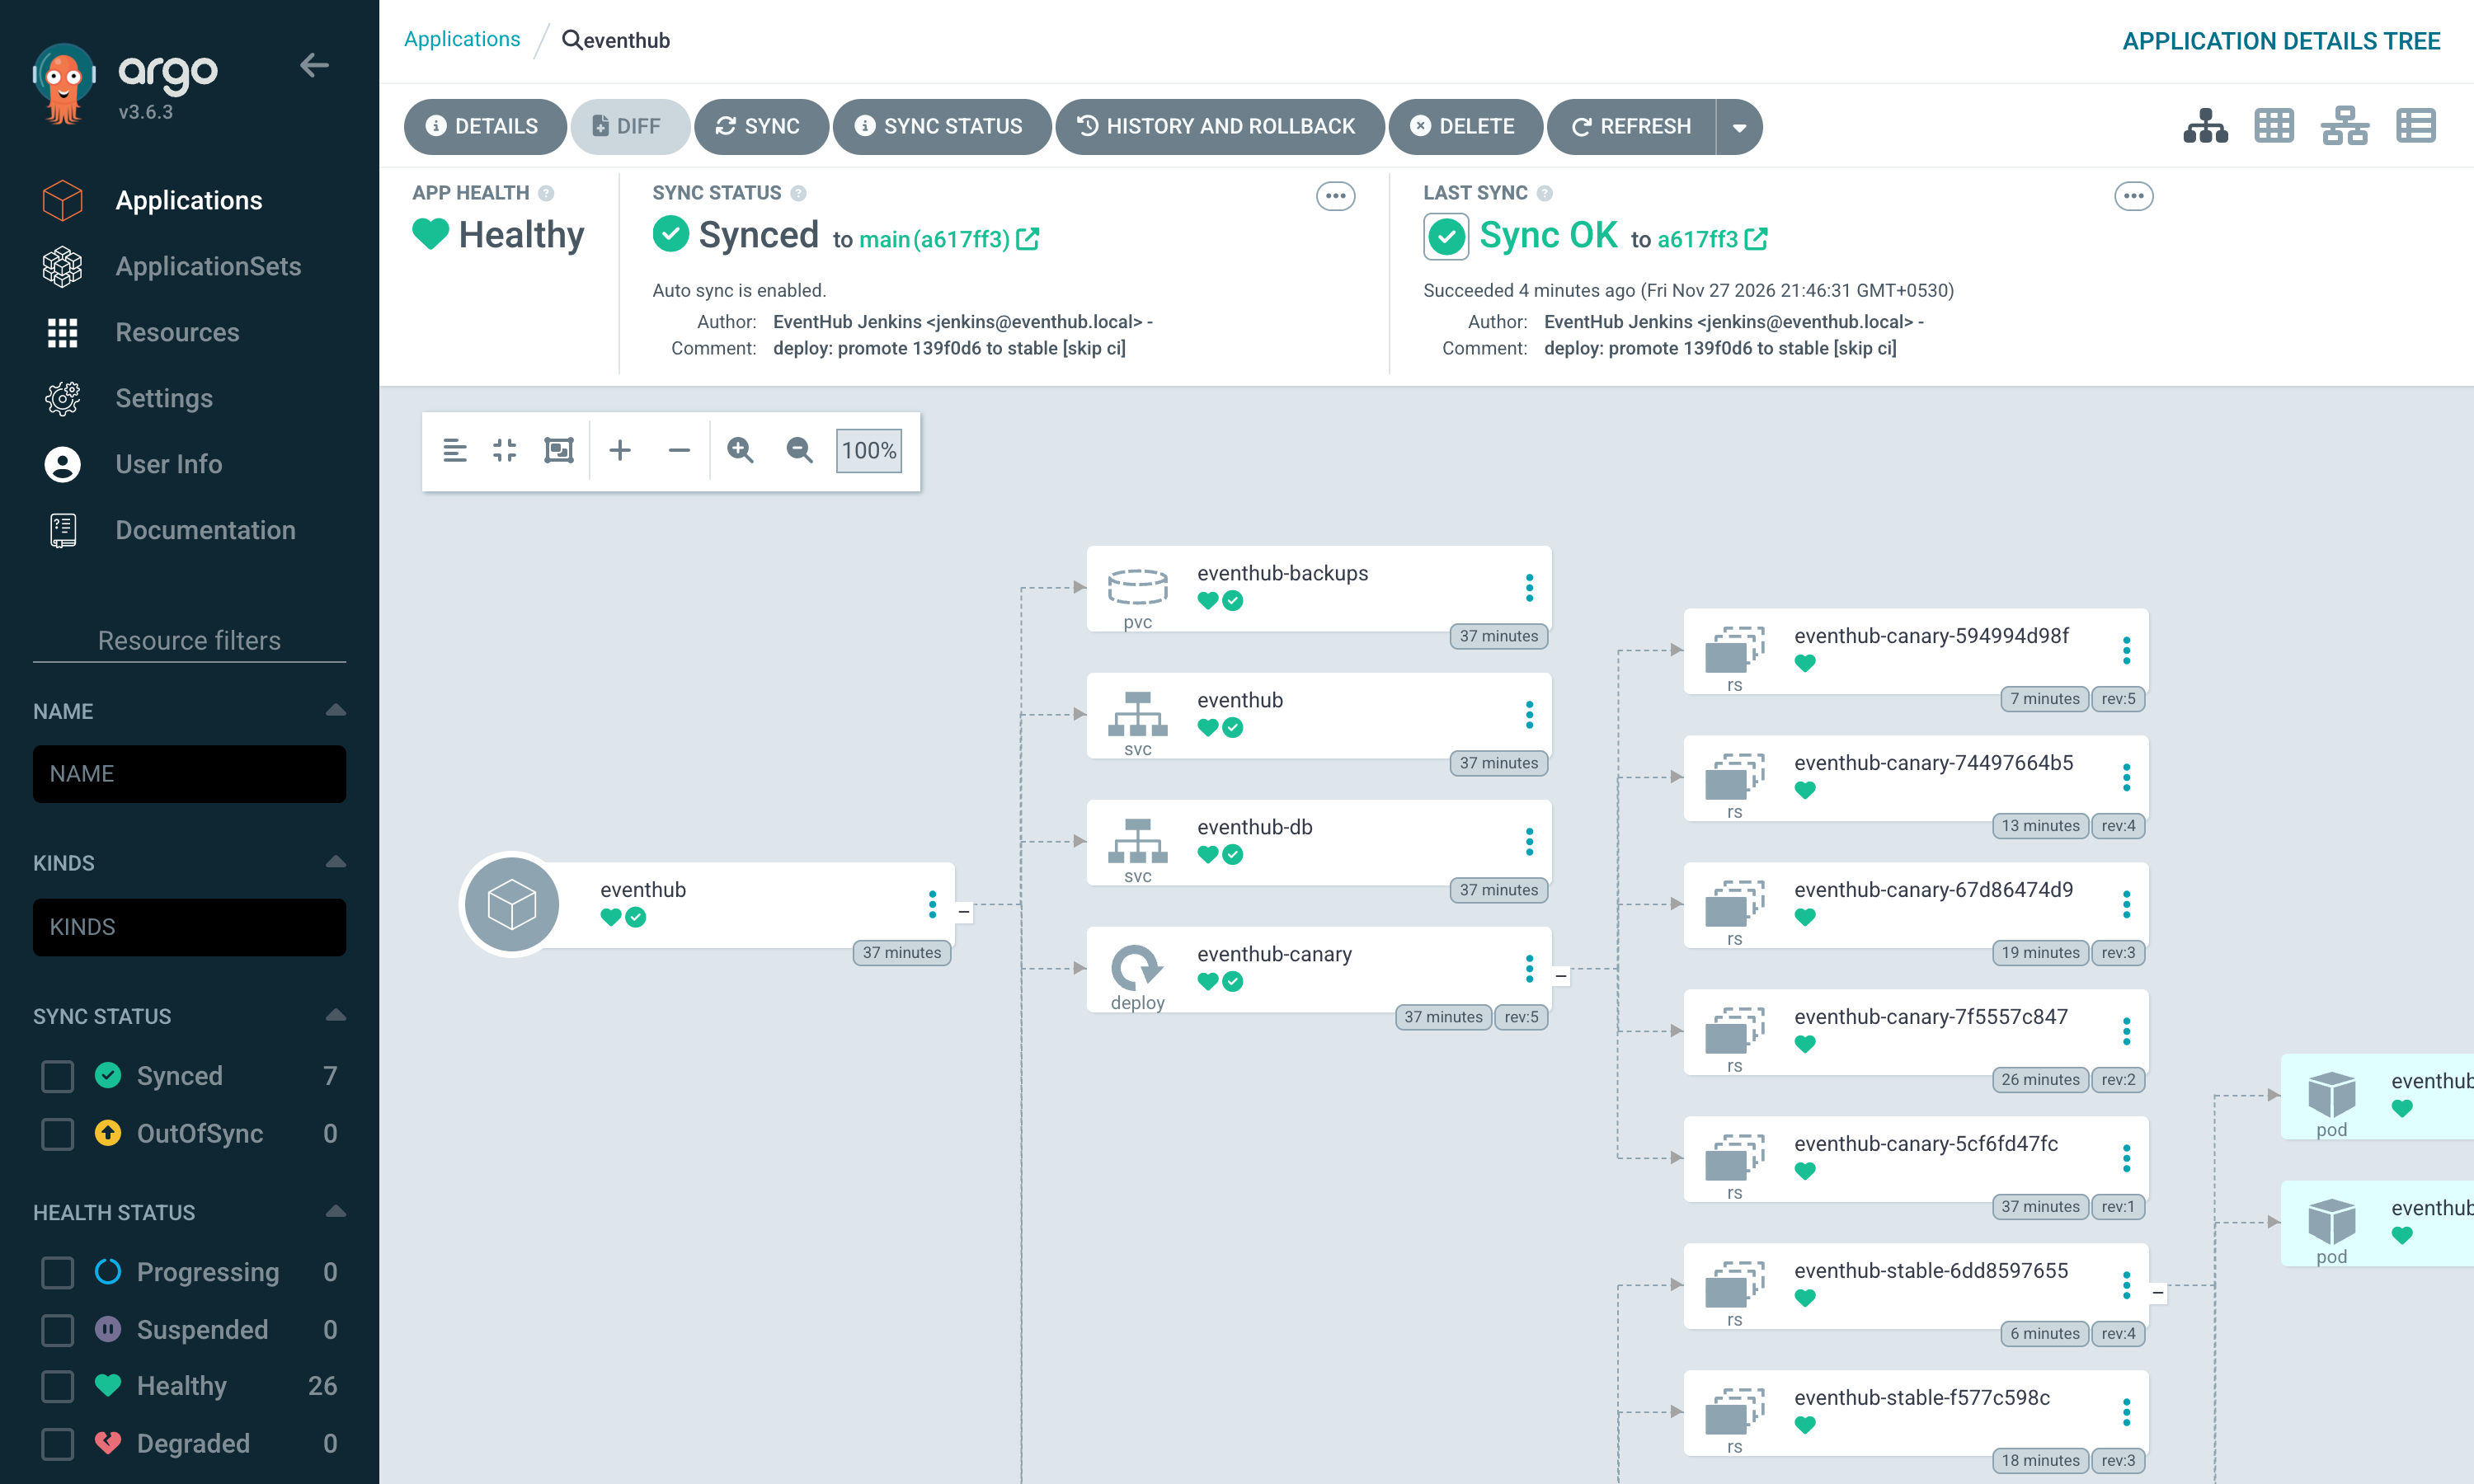 argo
v3.6.3
Applications
ApplicationSets
Resources
Settings
User Info
Documentation
Resource filters
NAME
NAME
KINDS
KINDS
SYNC STATUS
Synced 7
OutOfSync 0
HEALTH STATUS
Progressing 0
Suspended 0
Healthy 26
Degraded 0
Applications / eventhub
APPLICATION DETAILS TREE
DETAILS DIFF SYNC SYNC STATUS HISTORY AND ROLLBACK DELETE REFRESH
APP HEALTH
Healthy
SYNC STATUS
Synced to main (a617ff3)
Auto sync is enabled.
Author: EventHub Jenkins <jenkins@eventhub.local> -
Comment: deploy: promote 139f0d6 to stable [skip ci]
LAST SYNC
Sync OK to a617ff3
Succeeded 4 minutes ago (Fri Nov 27 2026 21:46:31 GMT+0530)
Author: EventHub Jenkins <jenkins@eventhub.local> -
Comment: deploy: promote 139f0d6 to stable [skip ci]
100%
eventhub
37 minutes
eventhub-backups
pvc
37 minutes
eventhub
svc
37 minutes
eventhub-db
svc
37 minutes
eventhub-canary
deploy
37 minutes rev:5
eventhub-canary-594994d98f
rs
7 minutes rev:5
eventhub-canary-74497664b5
rs
13 minutes rev:4
eventhub-canary-67d86474d9
rs
19 minutes rev:3
eventhub-canary-7f5557c847
rs
26 minutes rev:2
eventhub-canary-5cf6fd47fc
rs
37 minutes rev:1
eventhub-stable-6dd8597655
rs
6 minutes rev:4
eventhub-stable-f577c598c
rs
18 minutes rev:3
eventhub
pod
eventhub
pod